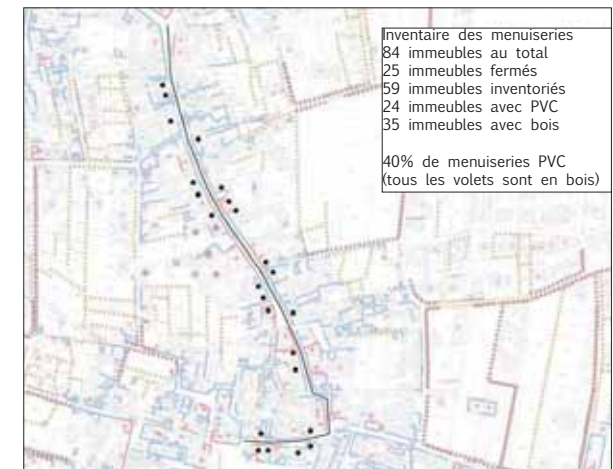 Inventaire des menuiseries
84 immeubles au total
25 immeubles fermés
59 immeubles inventoriés
24 immeubles avec PVC
35 immeubles avec bois
40% de menuiseries PVC
(tous les volets sont en bois)